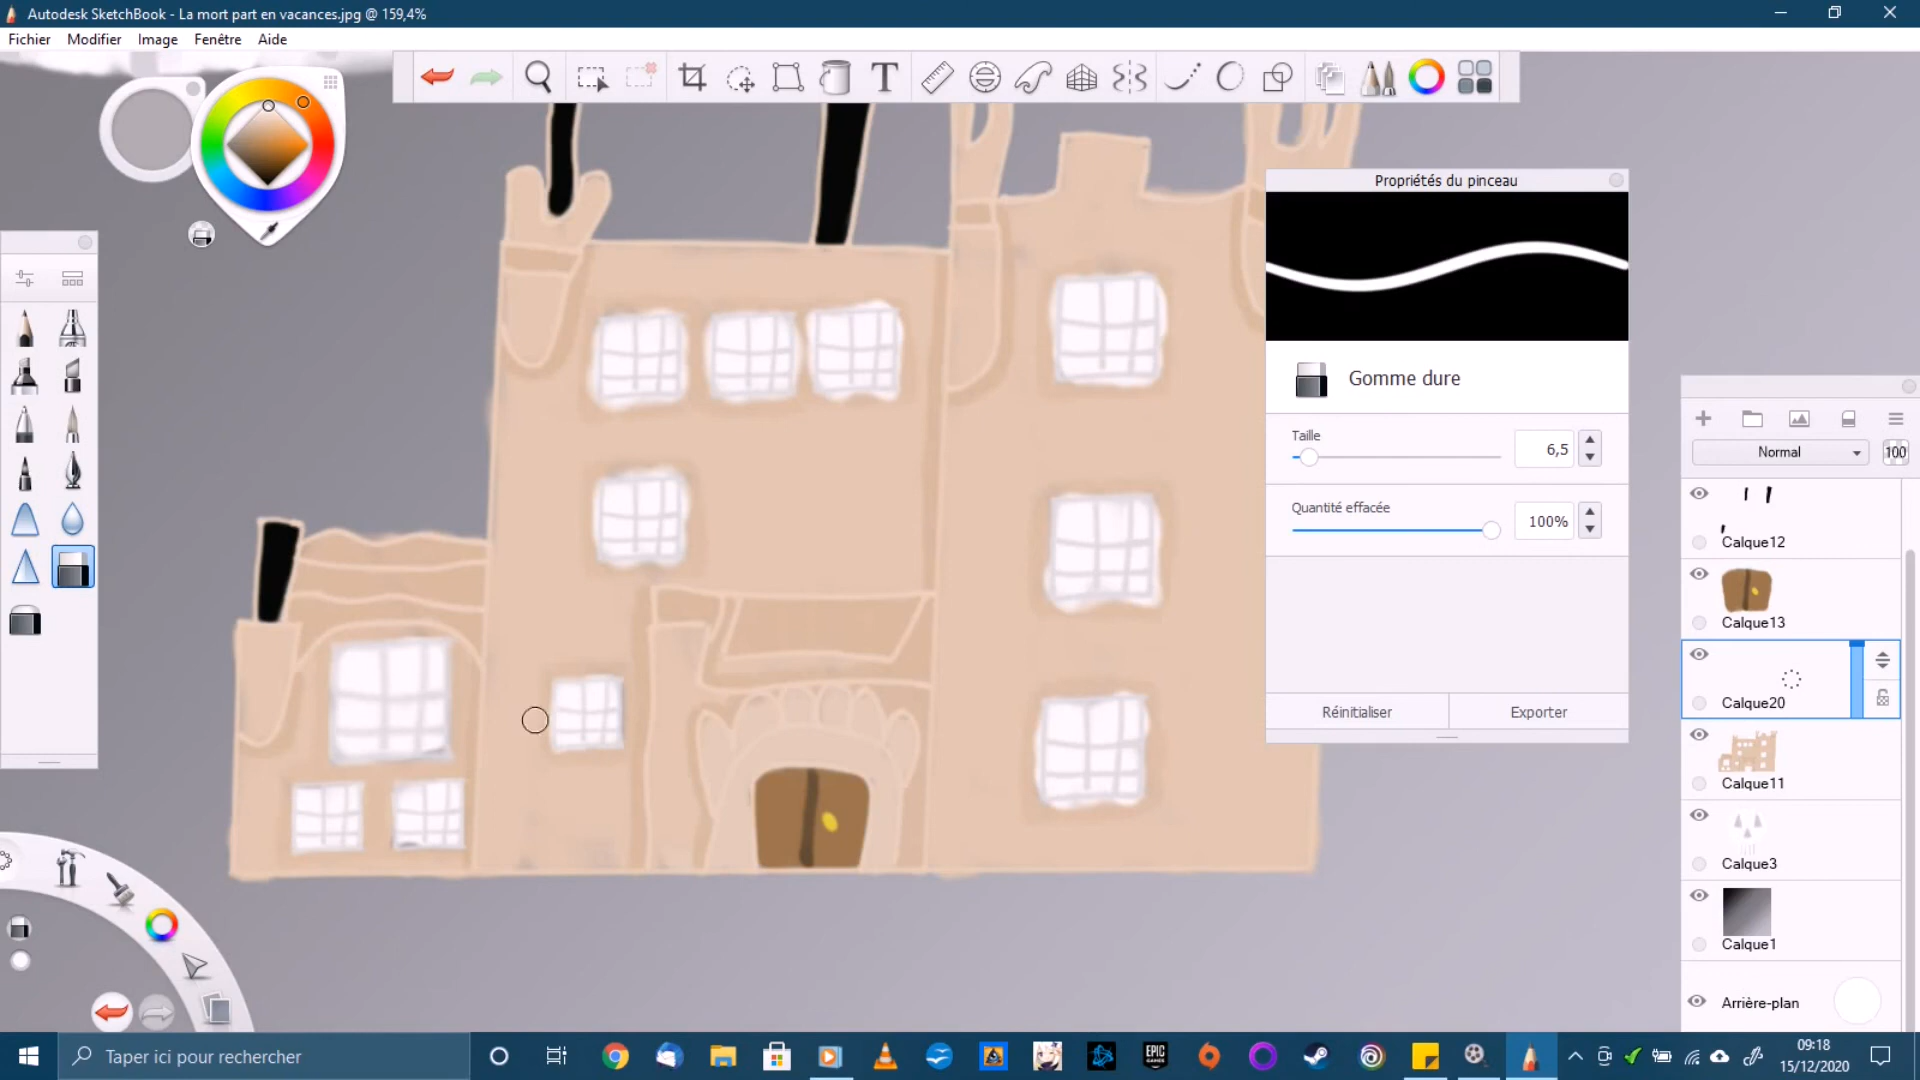 Autodesk SketchBook - La mort part en vacances.jpg @ 159,4%
Fichier Modifier Image Fenêtre Aide
Propriétés du pinceau
Gomme dure
Taille
6,5
Quantité effacée
100%
Réinitialiser Exporter
Normal 100
Calque12
Calque13
Calque20
Calque11
Calque3
Calque1
Arrière-plan
Taper ici pour rechercher
EPIC GAMES
09:18
15/12/2020